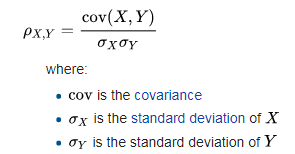 ρX,Y = cov(X, Y) / σXσY
where:
• cov is the covariance
• σX is the standard deviation of X
• σY is the standard deviation of Y